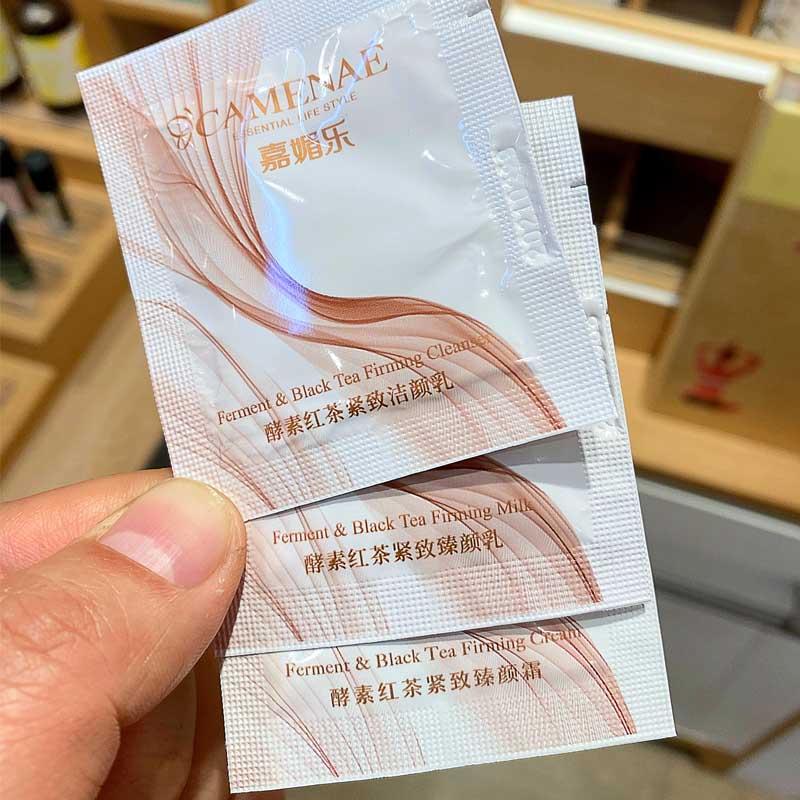 CAMENAE
ESSENTIAL LIFE STYLE
嘉媚乐
Ferment & Black Tea Firming Cleanser
酵素红茶紧致洁颜乳
Ferment & Black Tea Firming Milk
酵素红茶紧致臻颜乳
Ferment & Black Tea Firming Cream
酵素红茶紧致臻颜霜